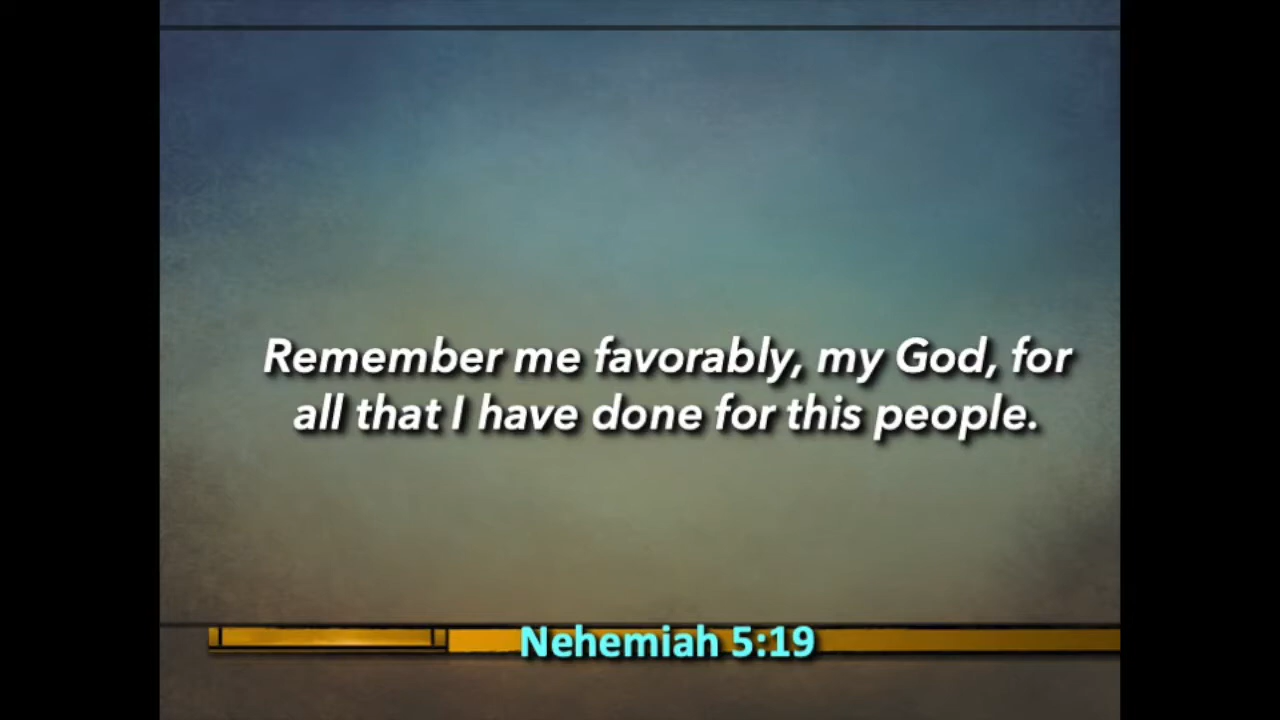 Remember me favorably, my God, for
all that I have done for this people.
Nehemiah 5:19